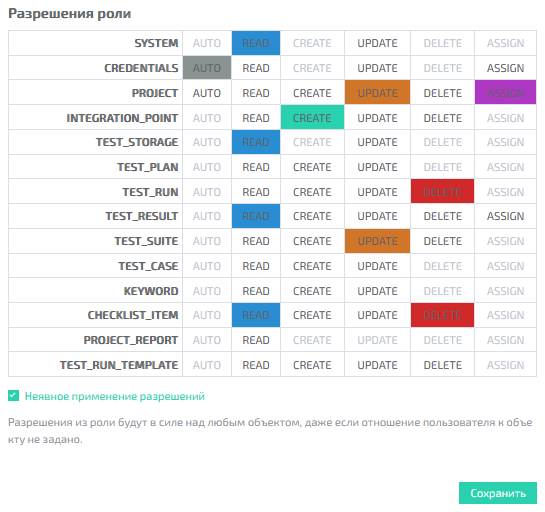 Разрешения роли
SYSTEM AUTO READ CREATE UPDATE DELETE ASSIGN
CREDENTIALS AUTO READ CREATE UPDATE DELETE ASSIGN
PROJECT AUTO READ CREATE UPDATE DELETE ASSIGN
INTEGRATION_POINT AUTO READ CREATE UPDATE DELETE ASSIGN
TEST_STORAGE AUTO READ CREATE UPDATE DELETE ASSIGN
TEST_PLAN AUTO READ CREATE UPDATE DELETE ASSIGN
TEST_RUN AUTO READ CREATE UPDATE DELETE ASSIGN
TEST_RESULT AUTO READ CREATE UPDATE DELETE ASSIGN
TEST_SUITE AUTO READ CREATE UPDATE DELETE ASSIGN
TEST_CASE AUTO READ CREATE UPDATE DELETE ASSIGN
KEYWORD AUTO READ CREATE UPDATE DELETE ASSIGN
CHECKLIST_ITEM AUTO READ CREATE UPDATE DELETE ASSIGN
PROJECT_REPORT AUTO READ CREATE UPDATE DELETE ASSIGN
TEST_RUN_TEMPLATE AUTO READ CREATE UPDATE DELETE ASSIGN
Неявное применение разрешений
Разрешения из роли будут в силе над любым объектом, даже если отношение пользователя к объе
кту не задано.
Сохранить